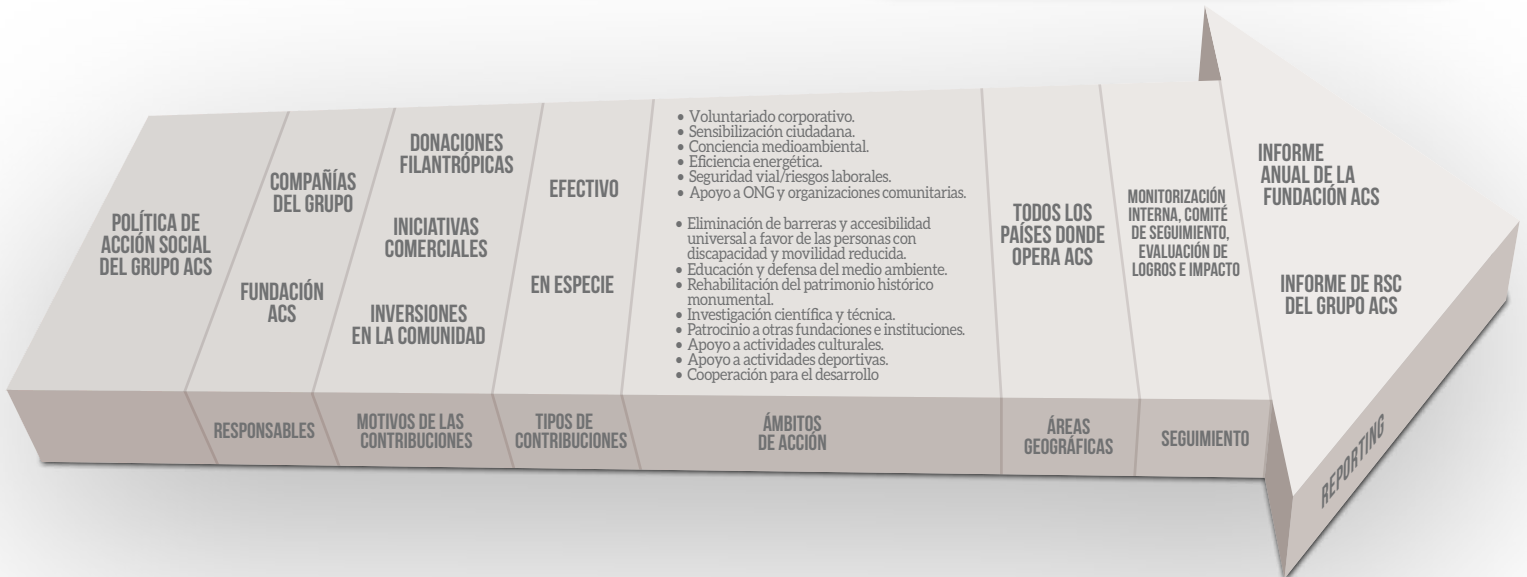 POLÍTICA DE
ACCIÓN SOCIAL
DEL GRUPO ACS
COMPAÑÍAS
DEL GRUPO
FUNDACIÓN
ACS
RESPONSABLES
DONACIONES
FILANTRÓPICAS
INICIATIVAS
COMERCIALES
INVERSIONES
EN LA COMUNIDAD
MOTIVOS DE LAS
CONTRIBUCIONES
EFECTIVO
EN ESPECIE
TIPOS DE
CONTRIBUCIONES
• Voluntariado corporativo.
• Sensibilización ciudadana.
• Conciencia medioambiental.
• Eficiencia energética.
• Seguridad vial/riesgos laborales.
• Apoyo a ONG y organizaciones comunitarias.
• Eliminación de barreras y accesibilidad
universal a favor de las personas con
discapacidad y movilidad reducida.
• Educación y defensa del medio ambiente.
• Rehabilitación del patrimonio histórico
monumental.
• Investigación científica y técnica.
• Patrocinio a otras fundaciones e instituciones.
• Apoyo a actividades culturales.
• Apoyo a actividades deportivas.
• Cooperación para el desarrollo
ÁMBITOS
DE ACCIÓN
TODOS LOS
PAÍSES DONDE
OPERA ACS
ÁREAS
GEOGRÁFICAS
MONITORIZACIÓN
INTERNA, COMITÉ
DE SEGUIMIENTO,
EVALUACIÓN DE
LOGROS E IMPACTO
SEGUIMIENTO
INFORME
ANUAL DE LA
FUNDACIÓN ACS
INFORME DE RSC
DEL GRUPO ACS
REPORTING